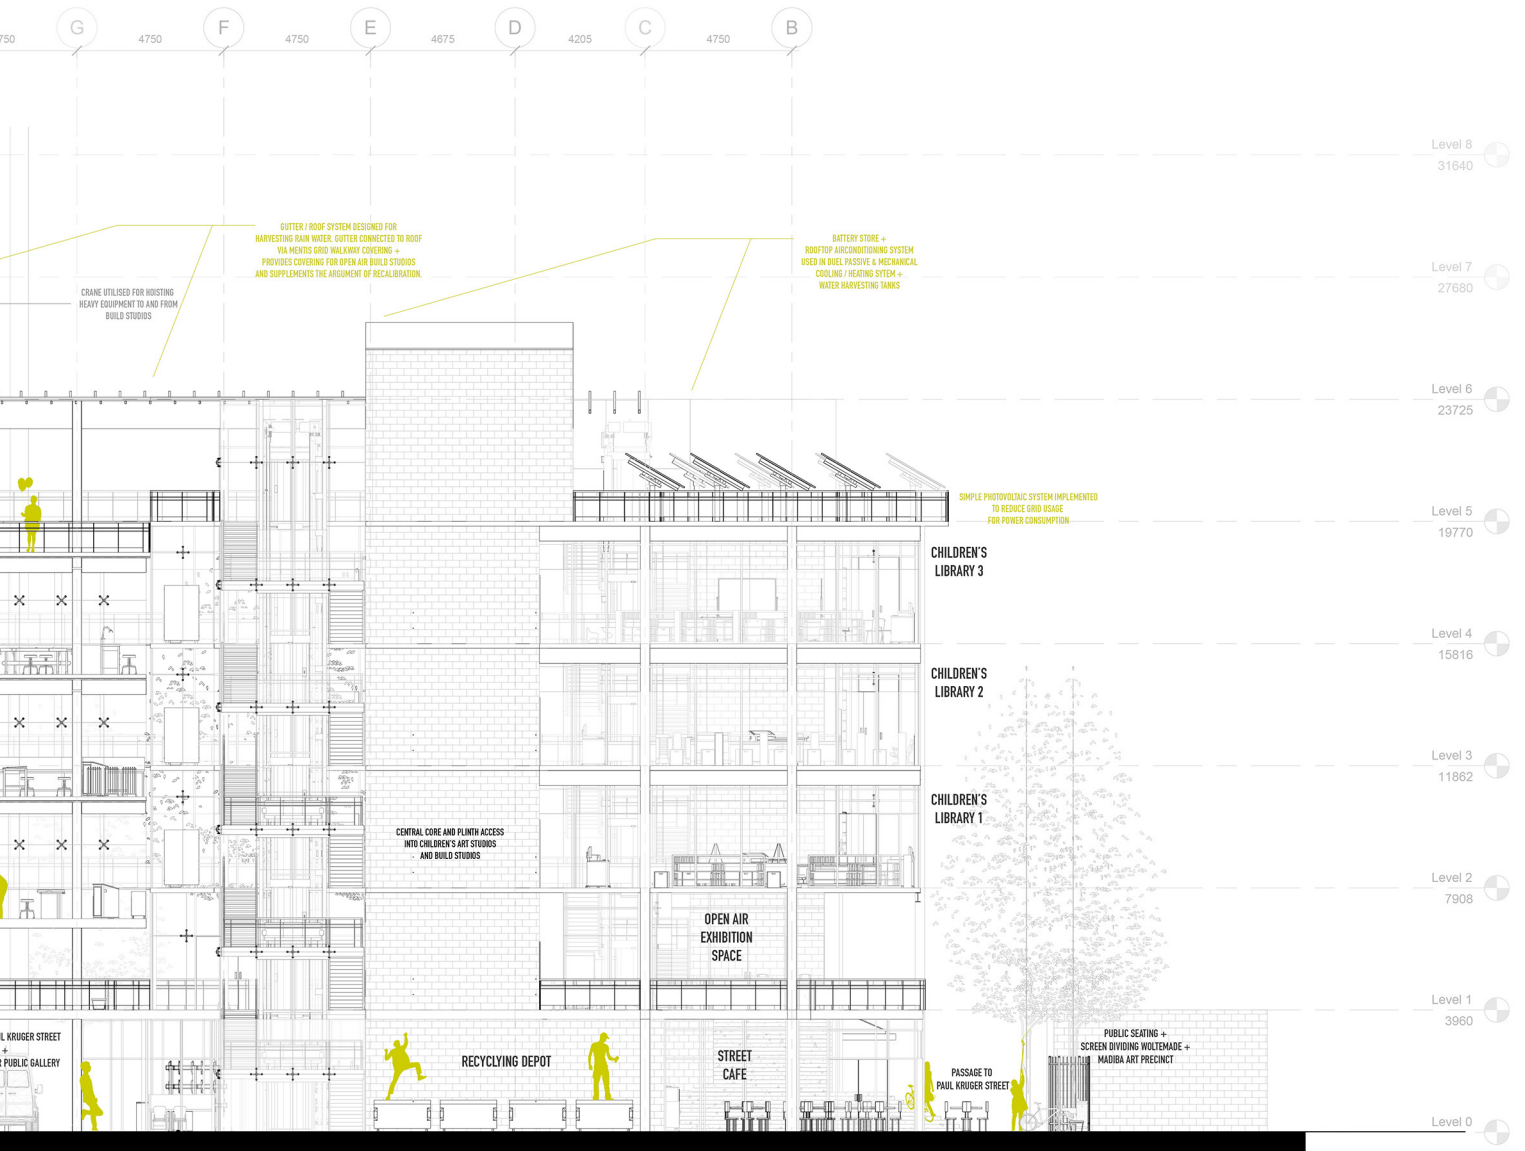 G
F
E
D
C
B
750
4750
4750
4675
4205
4750
Level 8
31640
GUTTER / ROOF SYSTEM DESIGNED FOR
HARVESTING RAIN WATER. GUTTER CONNECTED TO ROOF
VIA MENTIS GRID WALKWAY COVERING +
PROVIDES COVERING FOR OPEN AIR BUILD STUDIOS
AND SUPPLEMENTS THE ARGUMENT OF RECALIBRATION.
BATTERY STORE +
ROOFTOP AIRCONDITIONING SYSTEM
USED IN DUEL PASSIVE & MECHANICAL
COOLING / HEATING SYTEM +
WATER HARVESTING TANKS
Level 7
27680
CRANE UTILISED FOR HOISTING
HEAVY EQUIPMENT TO AND FROM
BUILD STUDIOS
Level 6
23725
SIMPLE PHOTOVOLTAIC SYSTEM IMPLEMENTED
TO REDUCE GRID USAGE
FOR POWER CONSUMPTION
Level 5
19770
CHILDREN'S
LIBRARY 3
Level 4
15816
CHILDREN'S
LIBRARY 2
Level 3
11862
CHILDREN'S
LIBRARY 1
CENTRAL CORE AND PLINTH ACCESS
INTO CHILDREN'S ART STUDIOS
AND BUILD STUDIOS
Level 2
7908
OPEN AIR
EXHIBITION
SPACE
Level 1
3960
L KRUGER STREET
+
R PUBLIC GALLERY
RECYCLYING DEPOT
STREET
CAFE
PASSAGE TO
PAUL KRUGER STREET
PUBLIC SEATING +
SCREEN DIVIDING WOLTEMADE +
MADIBA ART PRECINCT
Level 0